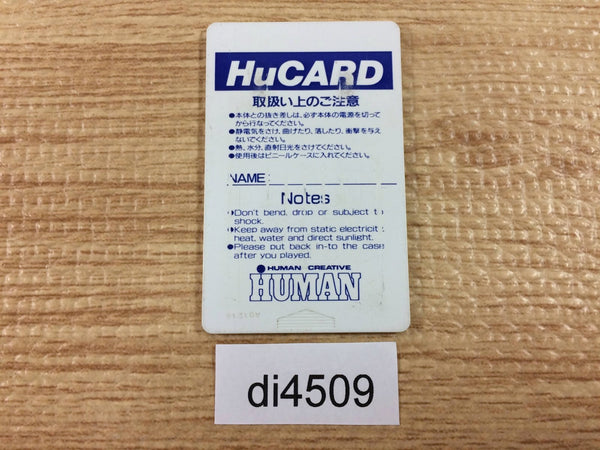 HuCARD
取扱い上のご注意
●本体との抜き差しは、必ず本体の電源を切って
から行なってください。
●静電気をさけ、曲げたり、落したり、衝撃を与え
ないでください。
●熱、水分、直射日光をさけてください。
●使用後はビニールケースに入れてください。
NAME:
Notes
●Don't bend, drop or subject to
shock.
●Keep away from static electricit
heat, water and direct sunlight.
●Please put back in-to the case
after you played.
HUMAN CREATIVE
HUMAN
di4509